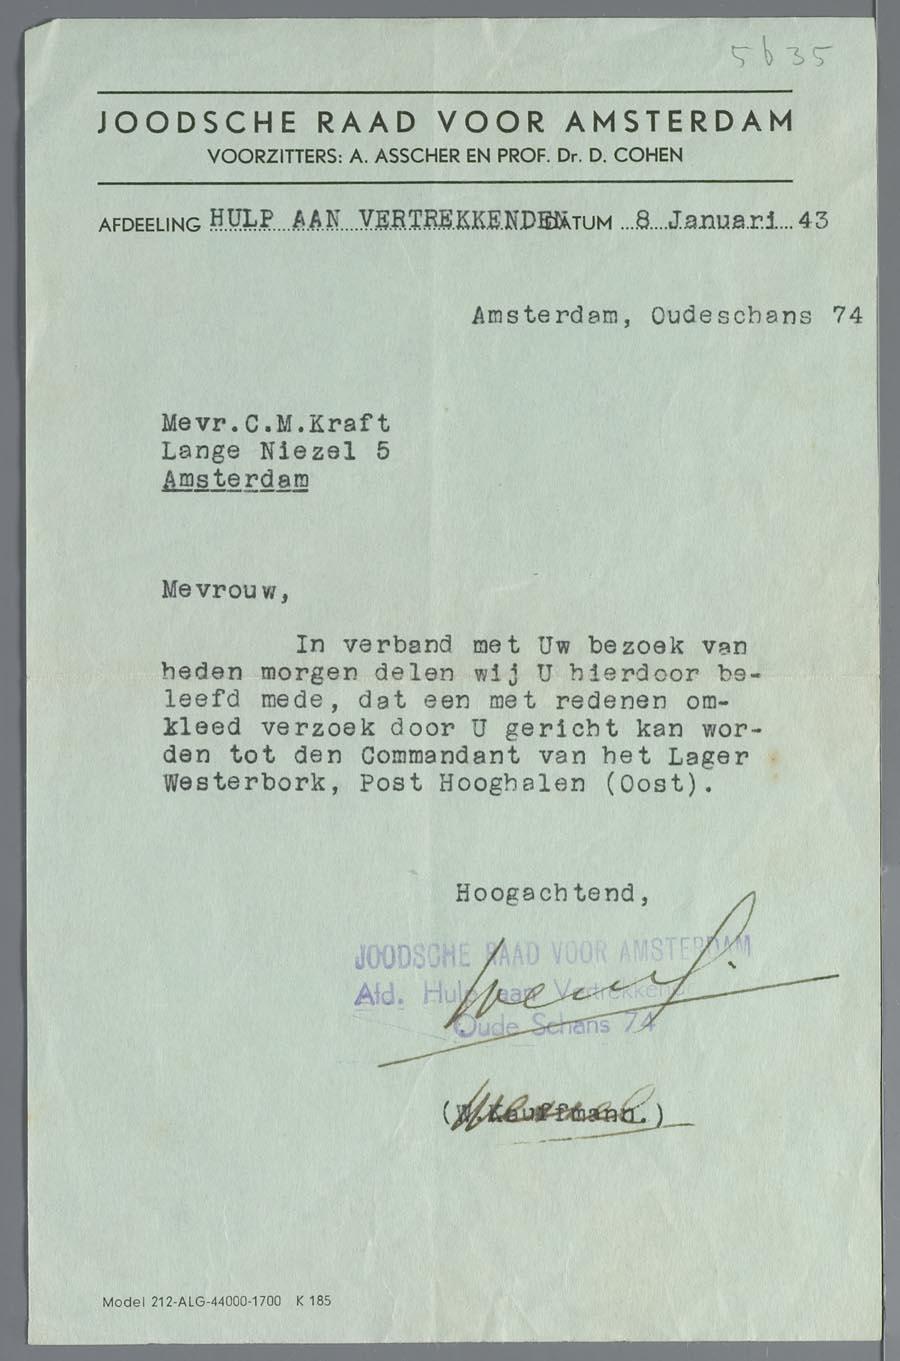 5635
JOODSCHE RAAD VOOR AMSTERDAM
VOORZITTERS: A. ASSCHER EN PROF. Dr. D. COHEN
AFDEELING HULP AAN VERTREKKENDEN DATUM 8 Januari 43
Amsterdam, Oudeschans 74
Mevr.C.M.Kraft
Lange Niezel 5
Amsterdam
Mevrouw,
In verband met Uw bezoek van
heden morgen delen wij U hierdoor be-
leefd mede, dat een met redenen om-
kleed verzoek door U gericht kan wor-
den tot den Commandant van het Lager
Westerbork, Post Hooghalen (Oost).
Hoogachtend,
JOODSCHE RAAD VOOR AMSTERDAM
Afd. Hulp aan Vertrekkend
Oude Schans 74
(W.Kauffmann.)
Model 212-ALG-44000-1700 K 185